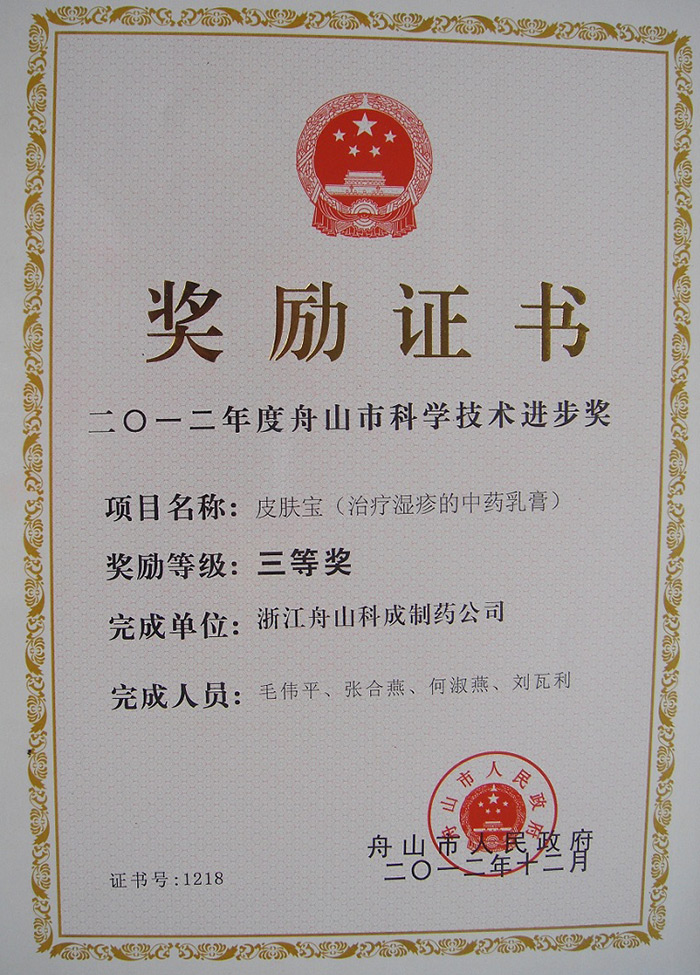 奖励证书
二〇一二年度舟山市科学技术进步奖
项目名称：皮肤宝（治疗湿疹的中药乳膏）
奖励等级：三等奖
完成单位：浙江舟山科成制药公司
完成人员：毛伟平、张合燕、何淑燕、刘瓦利
舟山市人民政府
舟山市人民政府
二〇一二年十二月
证书号:1218